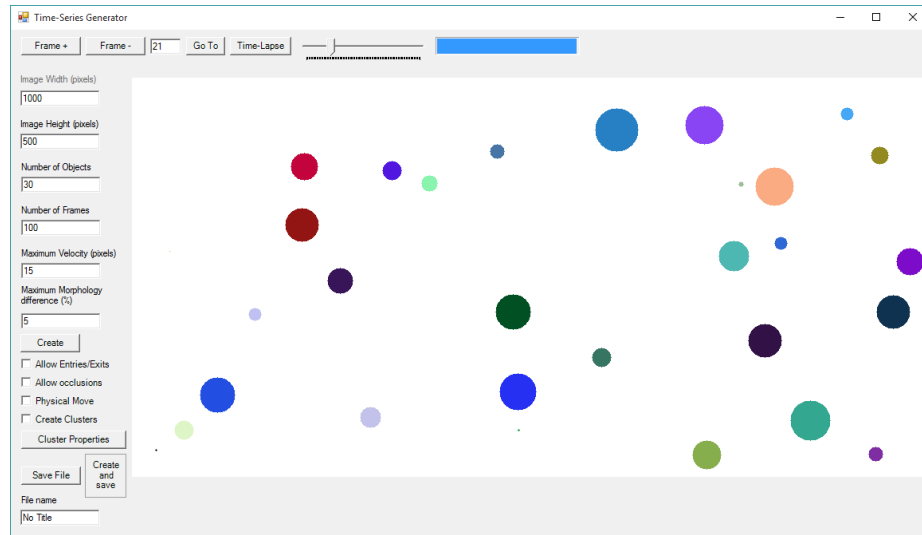 Time-Series Generator
Frame + Frame - 21 Go To Time-Lapse
Image Width (pixels)
1000
Image Height (pixels)
500
Number of Objects
30
Number of Frames
100
Maximum Velocity (pixels)
15
Maximum Morphology
difference (%)
5
Create
Allow Entries/Exits
Allow occlusions
Physical Move
Create Clusters
Cluster Properties
Save File
Create
and
save
File name
No Title